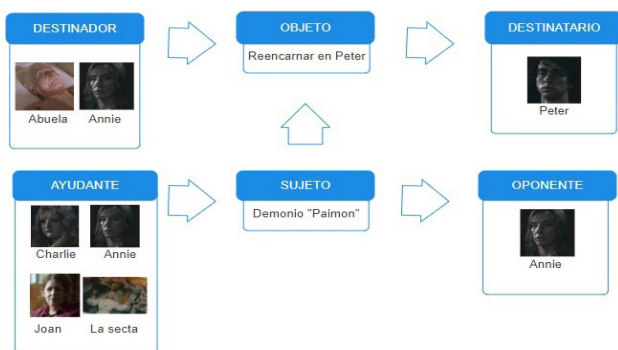 DESTINADOR
OBJETO
DESTINATARIO
Reencarnar en Peter
Abuela Annie
Peter
AYUDANTE
SUJETO
OPONENTE
Demonio "Paimon"
Charlie Annie
Annie
Joan La secta